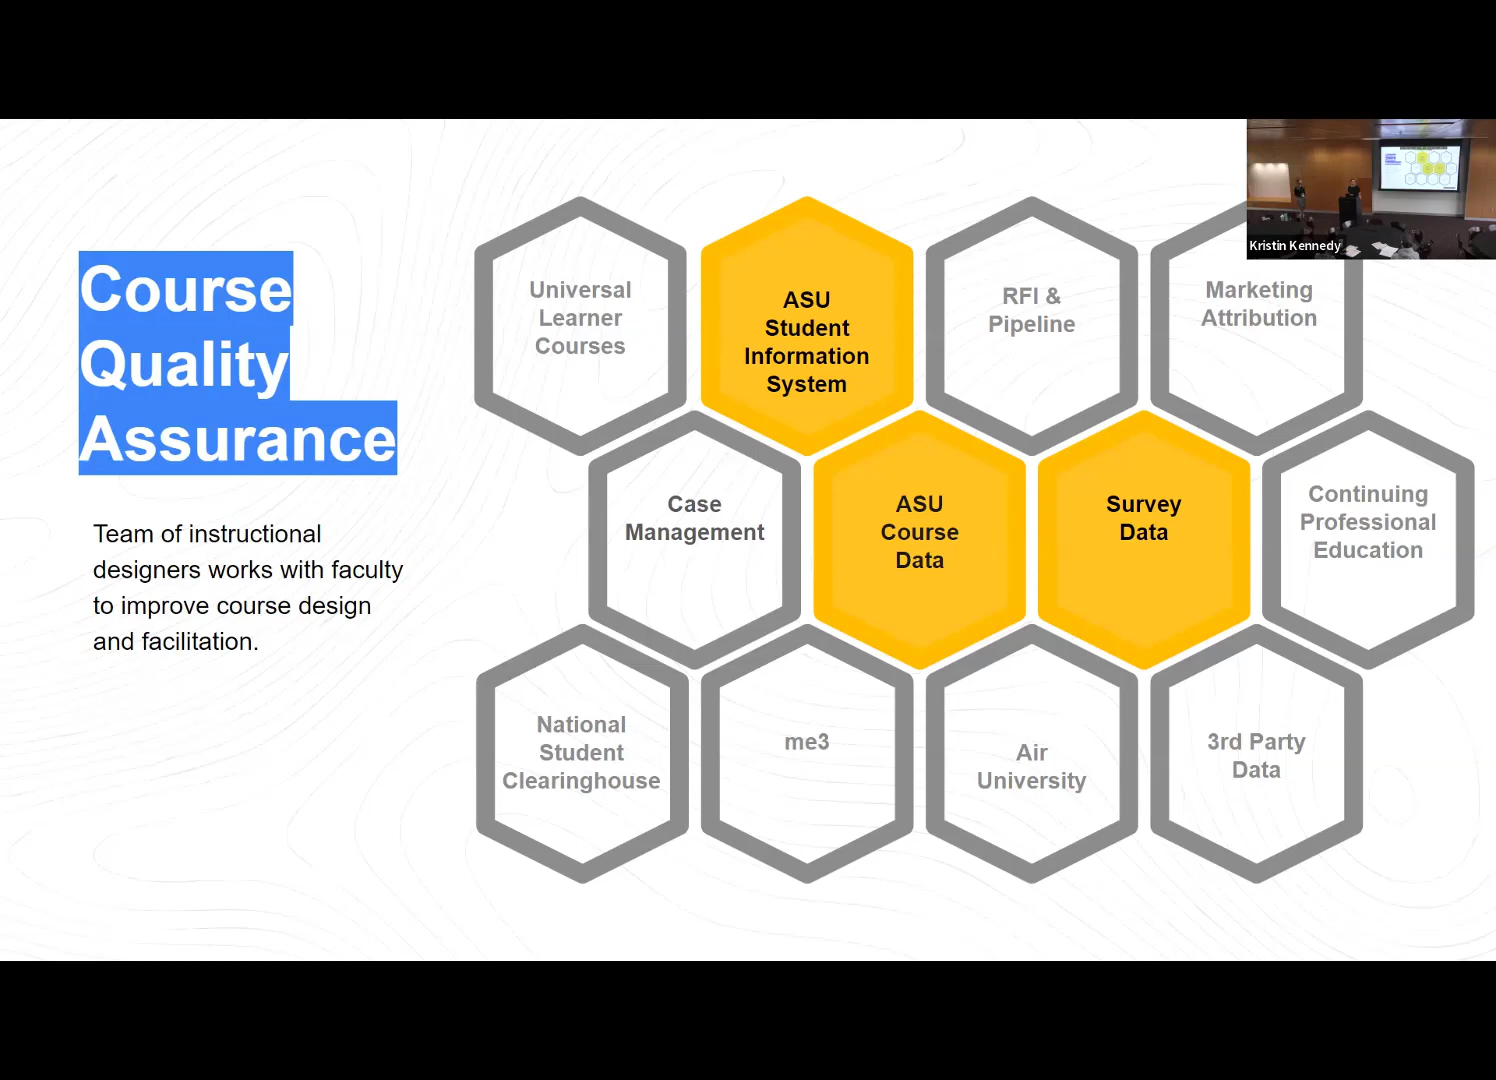 Course
Quality
Assurance
Team of instructional
designers works with faculty
to improve course design
and facilitation.
Universal
Learner
Courses
ASU
Student
Information
System
RFI &
Pipeline
Marketing
Attribution
Kristin Kennedy
Case
Management
ASU
Course
Data
Survey
Data
Continuing
Professional
Education
National
Student
Clearinghouse
me3
Air
University
3rd Party
Data